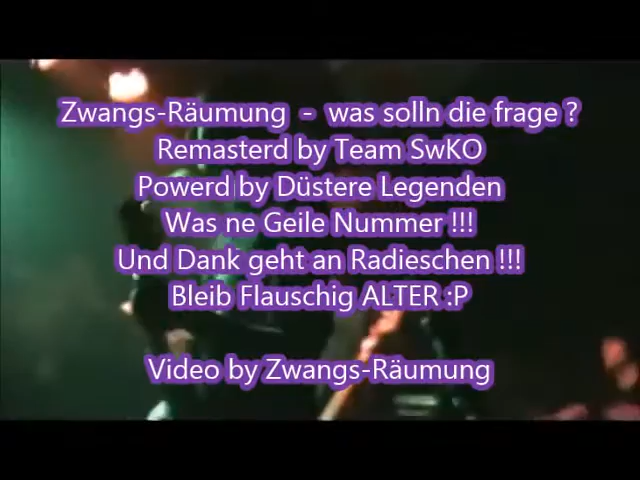 Zwangs-Räumung - was solln die frage ?
Remasterd by Team SwKO
Powerd by Düstere Legenden
Was ne Geile Nummer !!!
Und Dank geht an Radieschen !!!
Bleib Flauschig ALTER :P
Video by Zwangs-Räumung